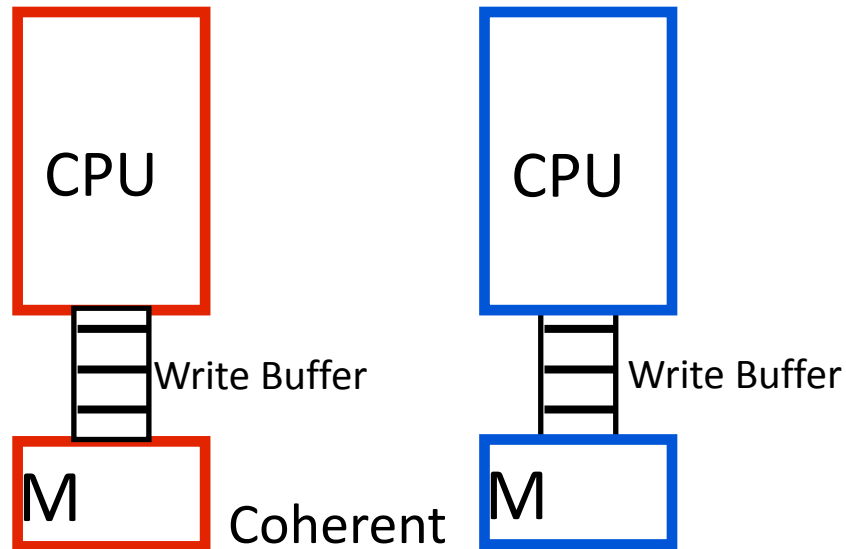 CPU
CPU
Write Buffer
Write Buffer
M
Coherent
M